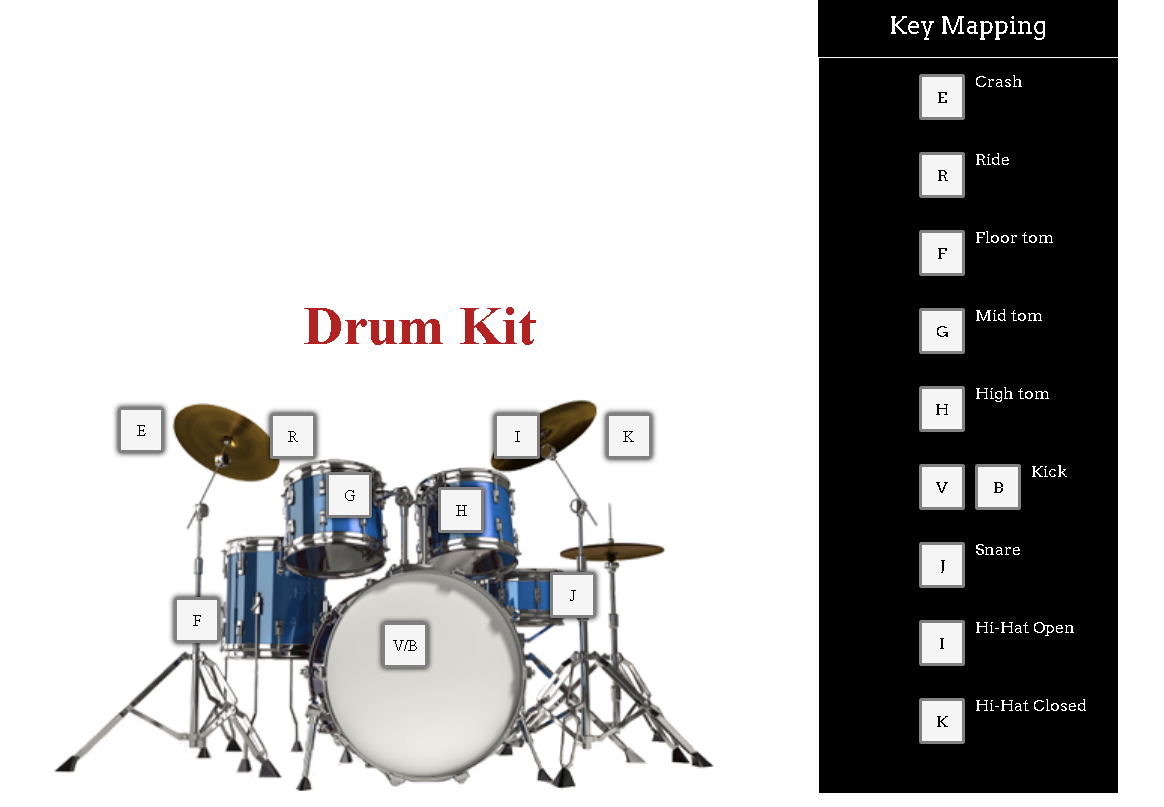 Drum Kit
E
R
I
K
G
H
J
F
V/B
Key Mapping
E Crash
R Ride
F Floor tom
G Mid tom
H High tom
V B Kick
J Snare
I Hi-Hat Open
K Hi-Hat Closed